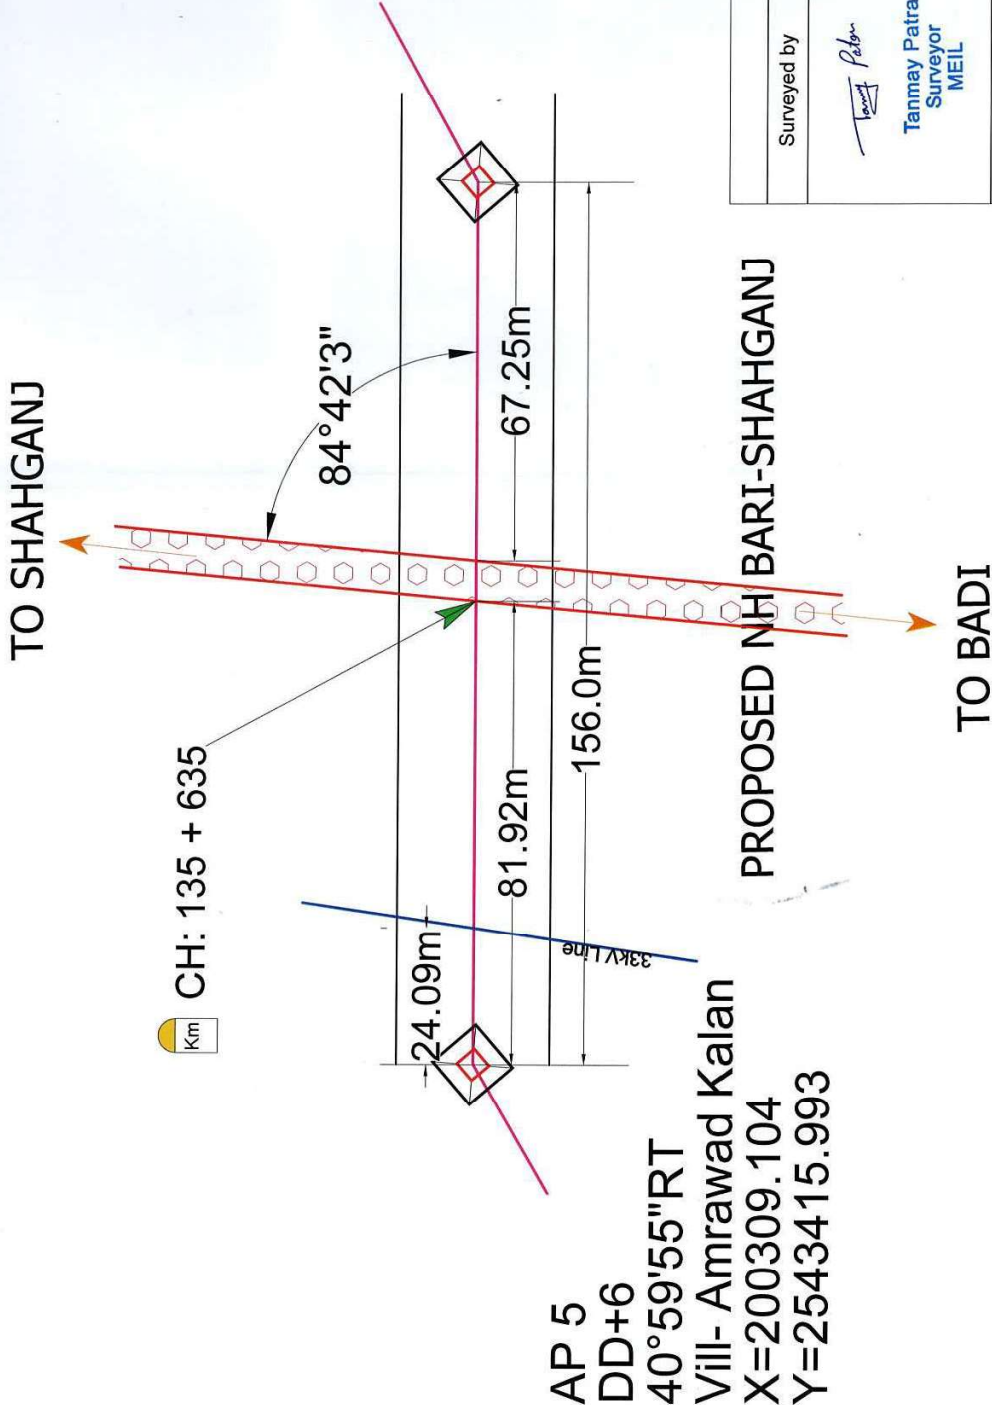 TO SHAHGANJ
Km
CH: 135 + 635
84°42'3"
24.09m
81.92m
67.25m
156.0m
33kV Line
AP 5
DD+6
40°59'55"RT
Vill- Amrawad Kalan
X=200309.104
Y=2543415.993
PROPOSED NH BARI-SHAHGANJ
TO BADI
Surveyed by
Tanmay Patra
Surveyor
MEIL